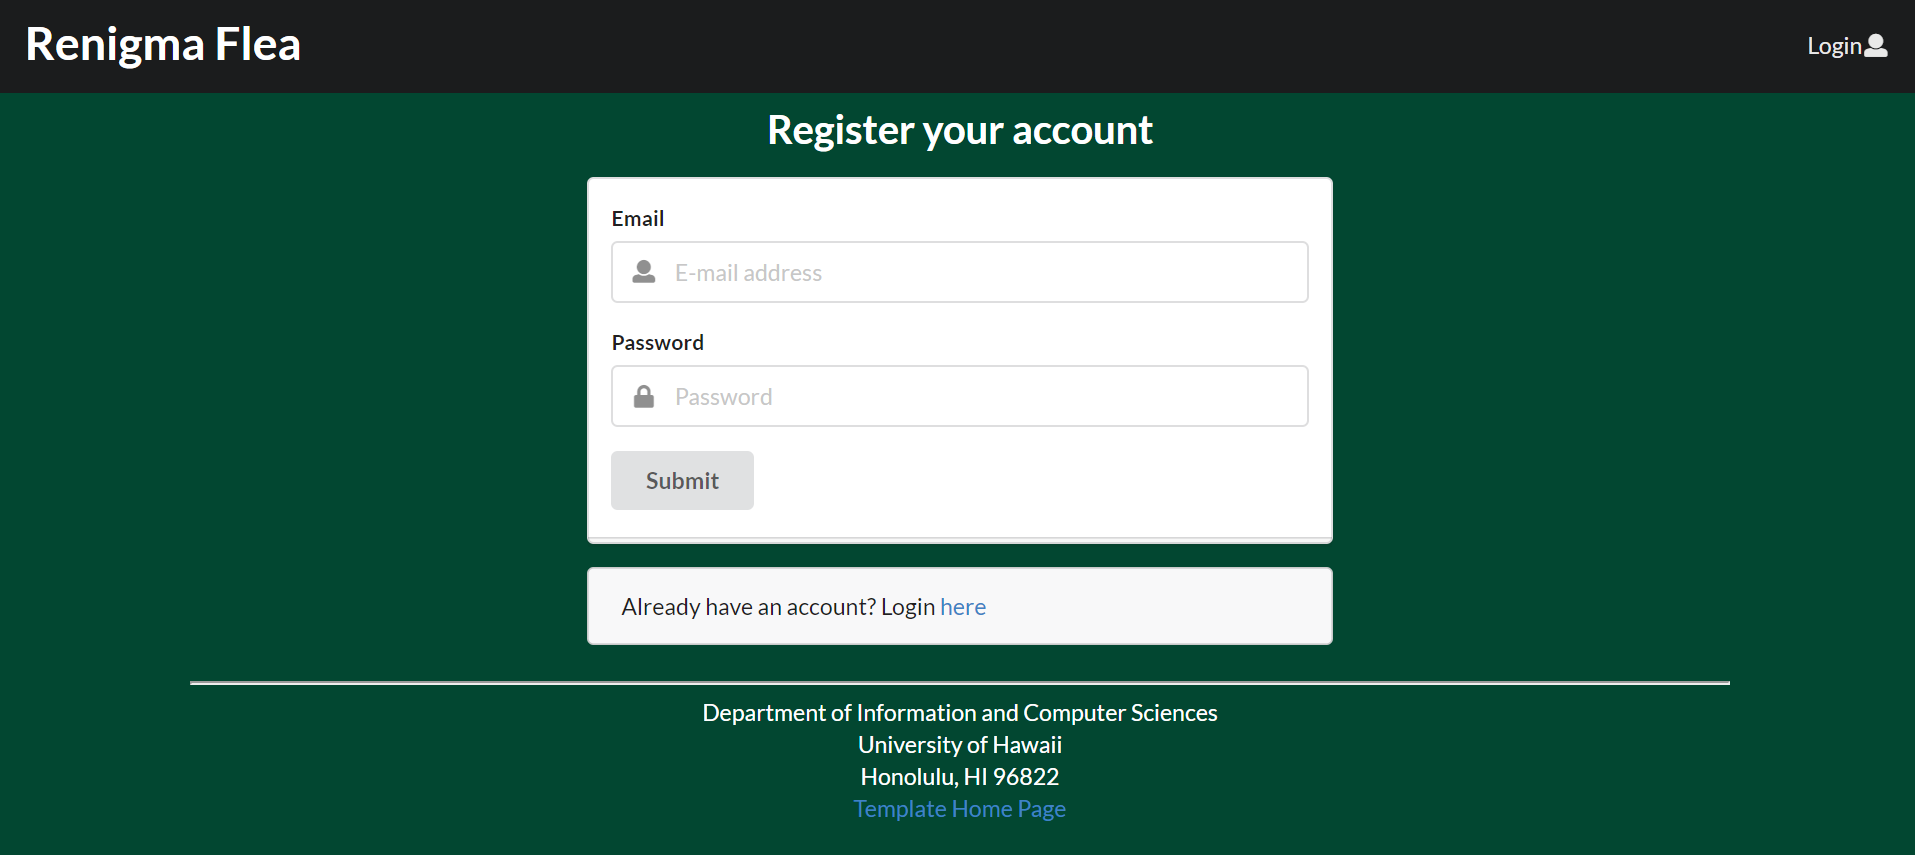 Renigma Flea
Login
Register your account
Email
E-mail address
Password
Password
Submit
Already have an account? Login here
Department of Information and Computer Sciences
University of Hawaii
Honolulu, HI 96822
Template Home Page